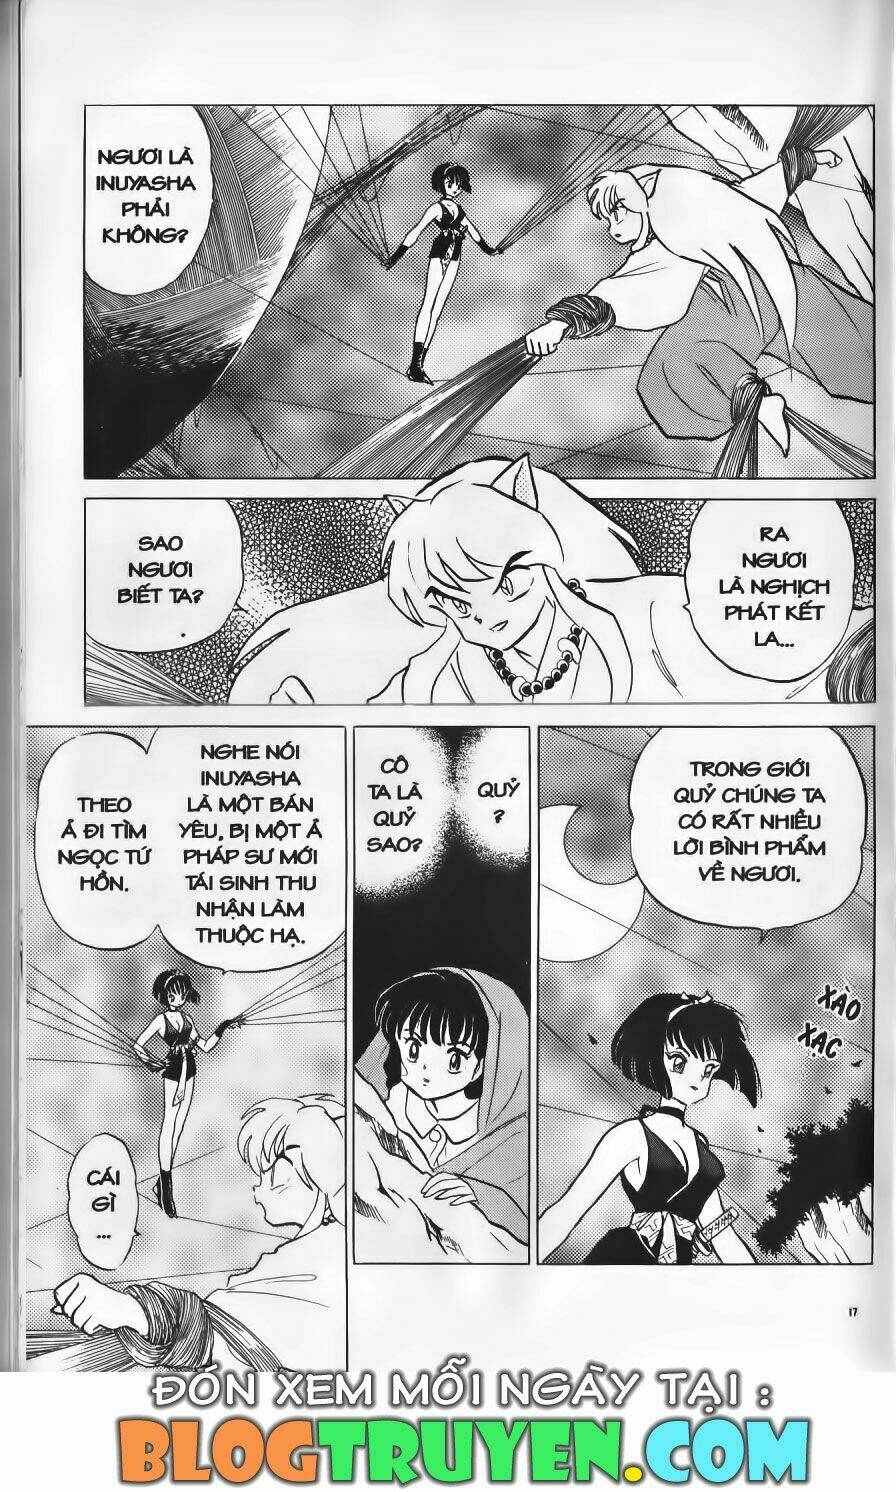 NGƯƠI LÀ
INUYASHA
PHẢI
KHÔNG?
RA
NGƯƠI
LÀ NGHỊCH
PHÁT KẾT
LA...
SAO
NGƯƠI
BIẾT TA?
TRONG GIỚI
QUỶ CHÚNG TA
CÓ RẤT NHIỀU
LỜI BÌNH PHẨM
VỀ NGƯƠI.
XÀO
XẠC
QUỶ
?
CÔ
TA LÀ
QUỶ
SAO?
NGHE NÓI
INUYASHA
LÀ MỘT BÁN
YÊU, BỊ MỘT Ả
PHÁP SƯ MỚI
TÁI SINH THU
NHẬN LÀM
THUỘC HẠ.
THEO
Ả ĐI TÌM
NGỌC TỨ
HỒN.
CÁI
GÌ
...
17
ĐÓN XEM MỖI NGÀY TẠI :
BLOGTRUYEN.COM